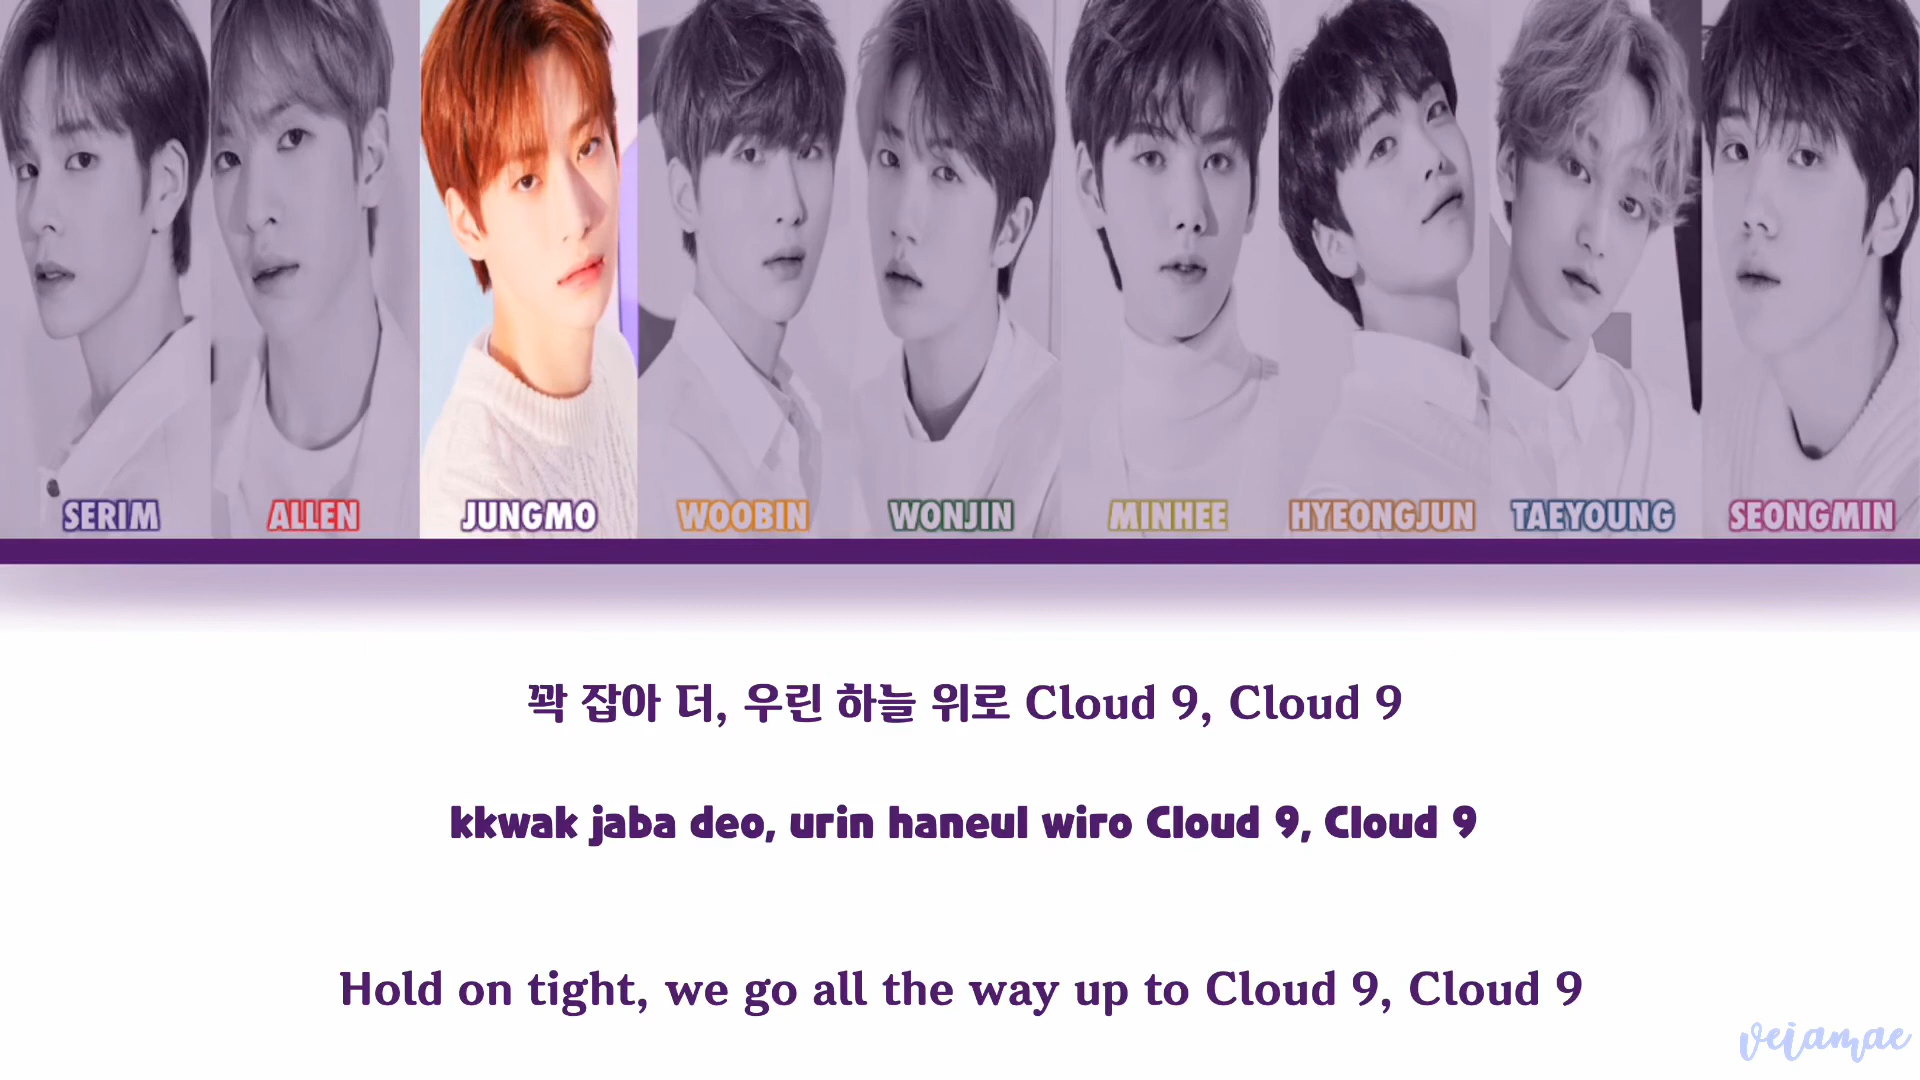 SERIM ALLEN JUNGMO WOOBIN WONJIN MINHEE HYEONGJUN TAEYOUNG SEONGMIN
꽉 잡아 더, 우린 하늘 위로 Cloud 9, Cloud 9
kkwak jaba deo, urin haneul wiro Cloud 9, Cloud 9
Hold on tight, we go all the way up to Cloud 9, Cloud 9
veiamae